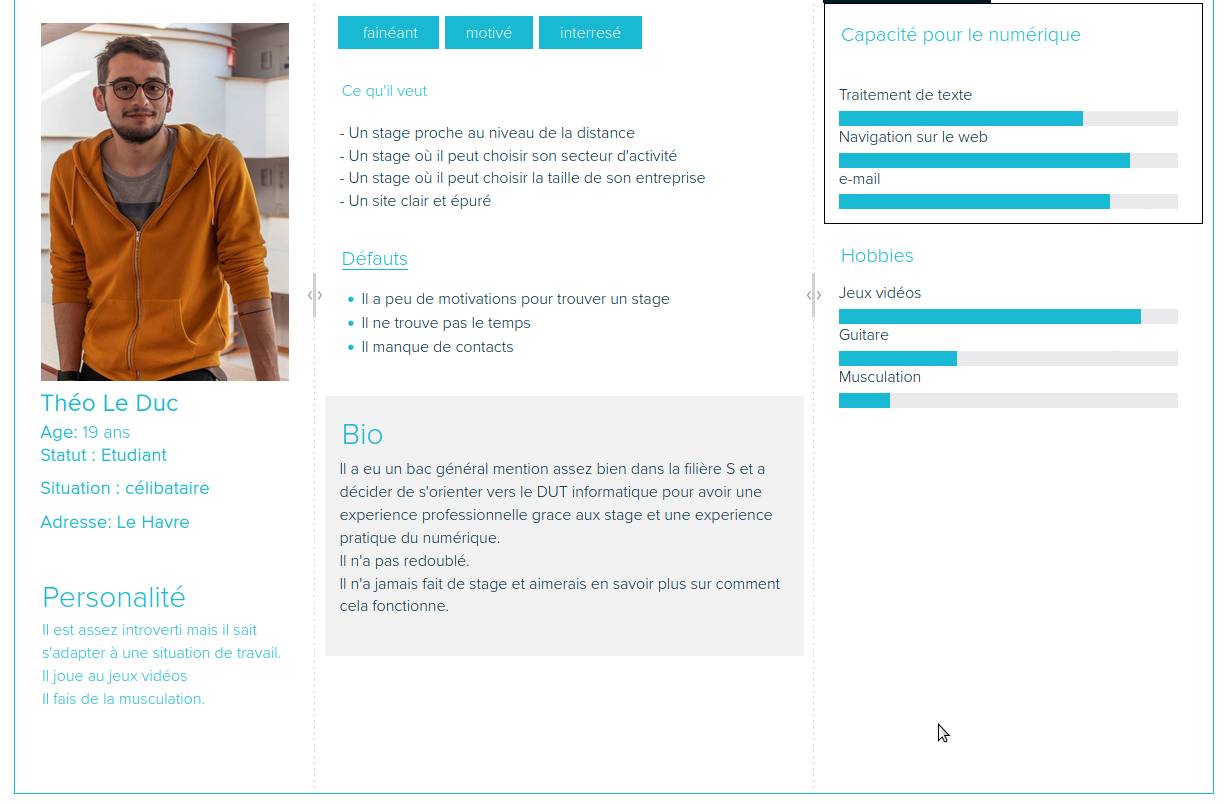 Théo Le Duc
Age: 19 ans
Statut : Etudiant
Situation : célibataire
Adresse: Le Havre
Personalité
Il est assez introverti mais il sait
s'adapter à une situation de travail.
Il joue au jeux vidéos
Il fais de la musculation.
fainéant
motivé
interresé
Ce qu'il veut
- Un stage proche au niveau de la distance
- Un stage où il peut choisir son secteur d'activité
- Un stage où il peut choisir la taille de son entreprise
- Un site clair et épuré
Défauts
• Il a peu de motivations pour trouver un stage
• Il ne trouve pas le temps
• Il manque de contacts
Bio
Il a eu un bac général mention assez bien dans la filière S et a
décider de s'orienter vers le DUT informatique pour avoir une
experience professionnelle grace aux stage et une experience
pratique du numérique.
Il n'a pas redoublé.
Il n'a jamais fait de stage et aimerais en savoir plus sur comment
cela fonctionne.
Capacité pour le numérique
Traitement de texte
Navigation sur le web
e-mail
Hobbies
Jeux vidéos
Guitare
Musculation